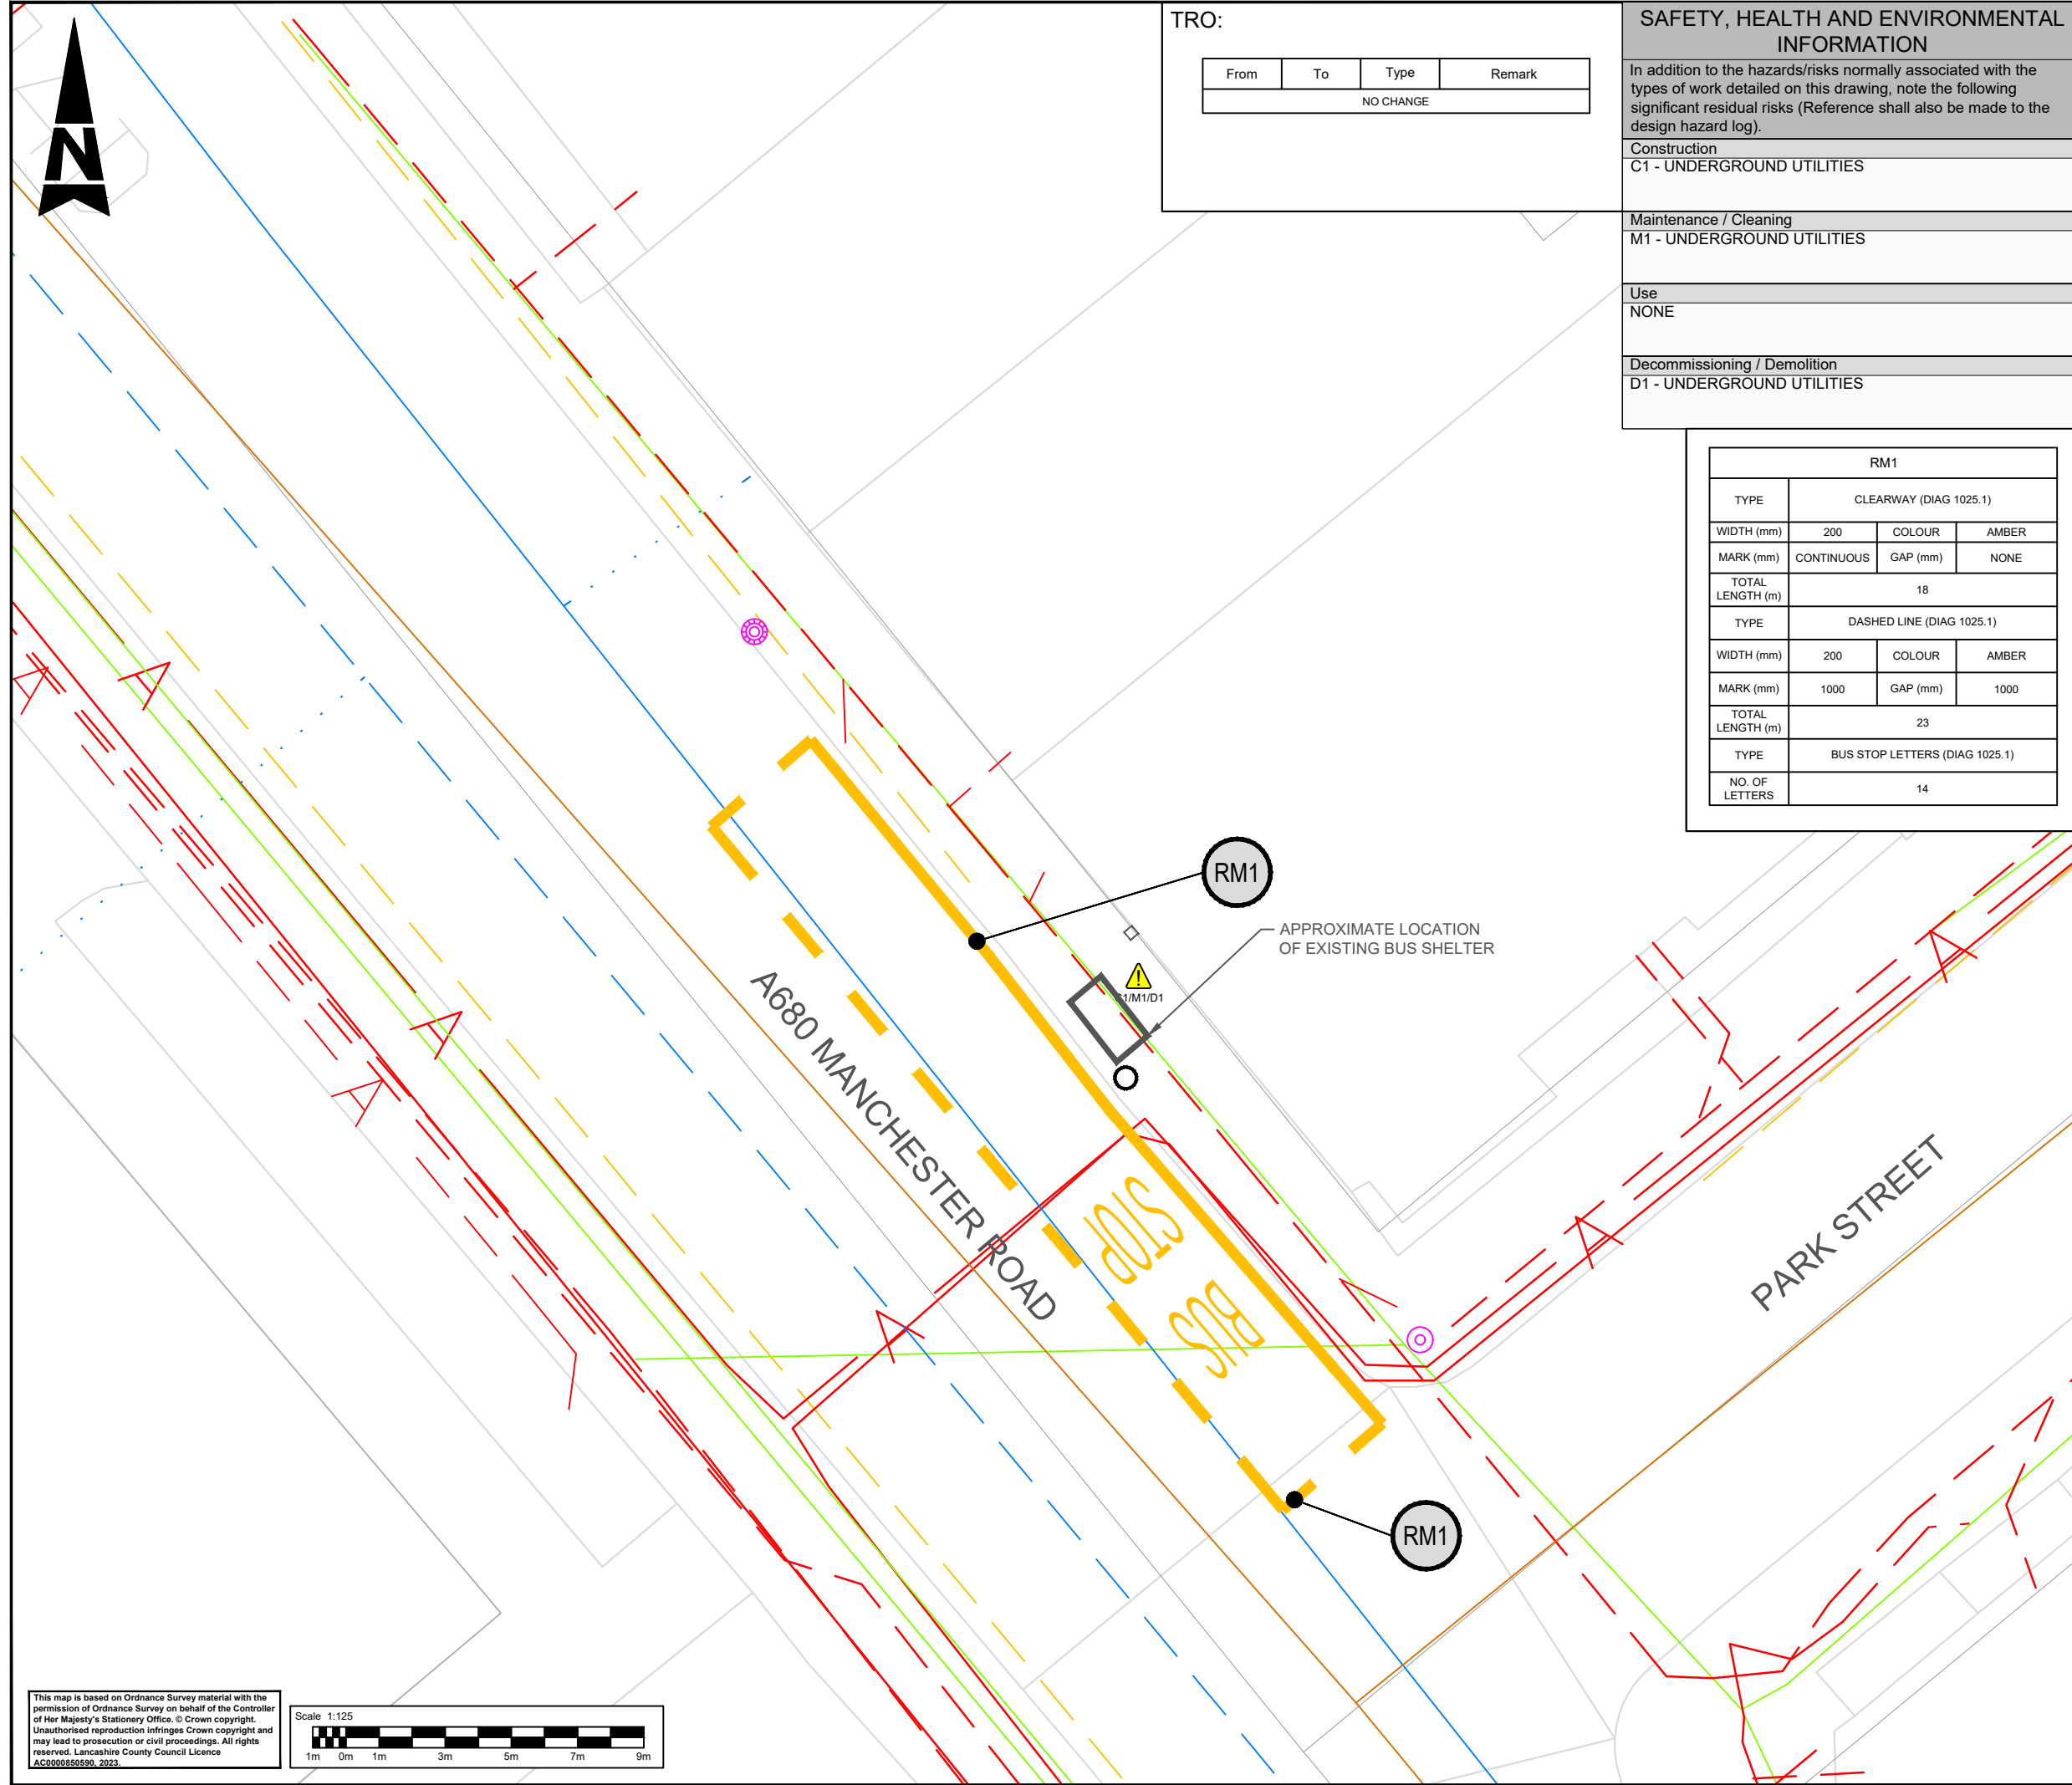 TRO:
From To Type Remark
NO CHANGE
SAFETY, HEALTH AND ENVIRONMENTAL
INFORMATION
In addition to the hazards/risks normally associated with the
types of work detailed on this drawing, note the following
significant residual risks (Reference shall also be made to the
design hazard log).
Construction
C1 - UNDERGROUND UTILITIES
Maintenance / Cleaning
M1 - UNDERGROUND UTILITIES
Use
NONE
Decommissioning / Demolition
D1 - UNDERGROUND UTILITIES
RM1
TYPE CLEARWAY (DIAG 1025.1)
WIDTH (mm) 200 COLOUR AMBER
MARK (mm) CONTINUOUS GAP (mm) NONE
TOTAL
LENGTH (m) 18
TYPE DASHED LINE (DIAG 1025.1)
WIDTH (mm) 200 COLOUR AMBER
MARK (mm) 1000 GAP (mm) 1000
TOTAL
LENGTH (m) 23
TYPE BUS STOP LETTERS (DIAG 1025.1)
NO. OF
LETTERS 14
N
RM1
APPROXIMATE LOCATION
OF EXISTING BUS SHELTER
!
C1/M1/D1
A680 MANCHESTER ROAD
BUS
STOP
PARK STREET
RM1
This map is based on Ordnance Survey material with the
permission of Ordnance Survey on behalf of the Controller
of Her Majesty's Stationery Office. © Crown copyright.
Unauthorised reproduction infringes Crown copyright and
may lead to prosecution or civil proceedings. All rights
reserved. Lancashire County Council Licence
AC0000850590, 2023.
Scale 1:125
1m 0m 1m 3m 5m 7m 9m